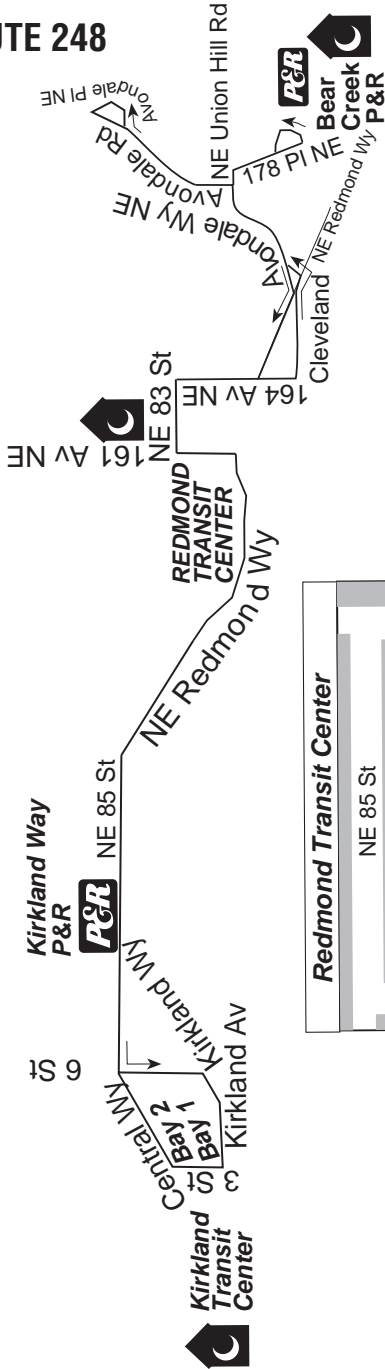 UTE 248
Kirkland
Transit
Center
3 St
Central Wy
Bay 2
Bay 1
Kirkland Av
6 St
Kirkland Wy
Kirkland Way
P&R
P&R
NE 85 St
NE Redmond Wy
REDMOND
TRANSIT
CENTER
161 Av NE
NE 83 St
164 Av NE
Cleveland
NE Redmond Wy
Avondale Wy NE
Avondale Rd
Avondale Pl NE
NE Union Hill Rd
178 Pl NE
P&R
Bear
Creek
P&R
Redmond Transit Center
NE 85 St